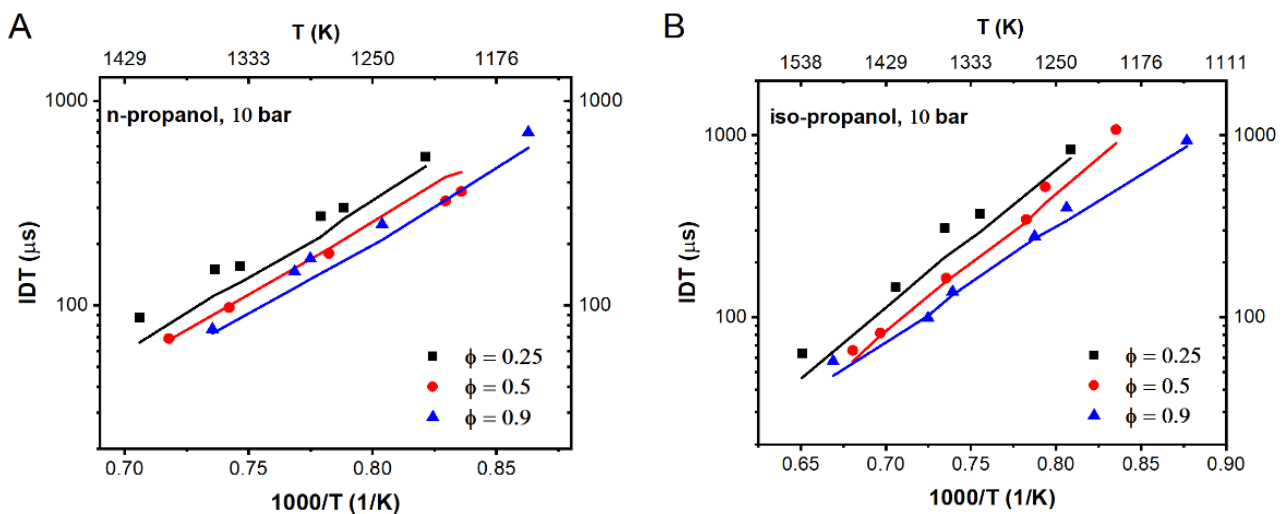 A
T (K)
1429 1333 1250 1176
n-propanol, 10 bar
1000 1000
100 100
IDT (μs)
ϕ = 0.25
ϕ = 0.5
ϕ = 0.9
0.70 0.75 0.80 0.85
1000/T (1/K)
B
T (K)
1538 1429 1333 1250 1176 1111
iso-propanol, 10 bar
1000 1000
100 100
IDT (μs)
ϕ = 0.25
ϕ = 0.5
ϕ = 0.9
0.65 0.70 0.75 0.80 0.85 0.90
1000/T (1/K)